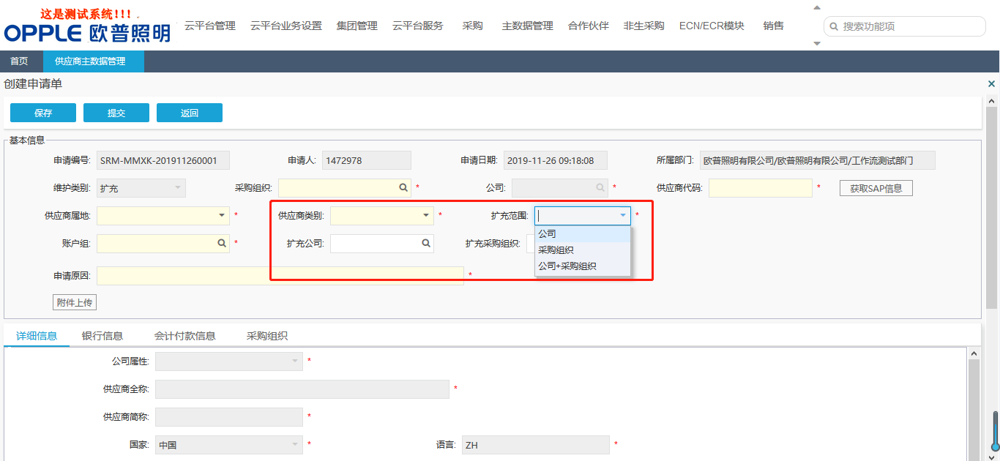 这是测试系统!!! .
OPPLE 欧普照明
云平台管理 云平台业务设置 集团管理 云平台服务 采购 主数据管理 合作伙伴 非生采购 ECN/ECR模块 销售 搜索功能项
首页 供应商主数据管理
创建申请单
保存 提交 返回
基本信息
申请编号: SRM-MMXK-201911260001 申请人: 1472978 申请日期: 2019-11-26 09:18:08 所属部门: 欧普照明有限公司/欧普照明有限公司/工作流测试部门
维护类别: 扩充 采购组织: * 公司: * 供应商代码: * 获取SAP信息
供应商属地: * 供应商类别: * 扩充范围: *
公司
采购组织
公司+采购组织
账户组: * 扩充公司: 扩充采购组织:
申请原因: *
附件上传
详细信息 银行信息 会计付款信息 采购组织
公司属性: *
供应商全称: *
供应商简称: *
国家: 中国 * 语言: ZH *